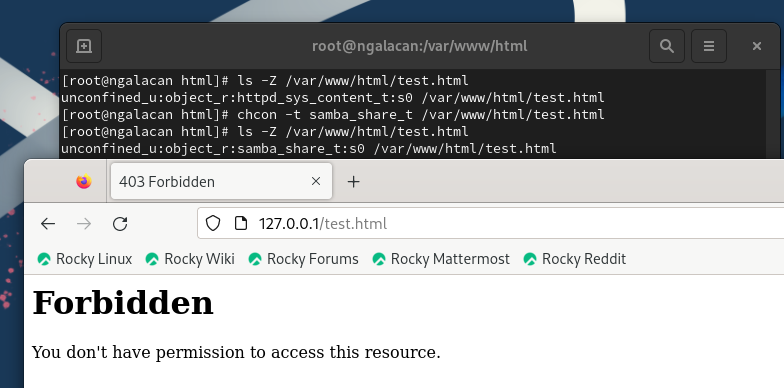 root@ngalacan:/var/www/html
[root@ngalacan html]# ls -Z /var/www/html/test.html
unconfined_u:object_r:httpd_sys_content_t:s0 /var/www/html/test.html
[root@ngalacan html]# chcon -t samba_share_t /var/www/html/test.html
[root@ngalacan html]# ls -Z /var/www/html/test.html
unconfined_u:object_r:samba_share_t:s0 /var/www/html/test.html
403 Forbidden
127.0.0.1/test.html
Rocky Linux Rocky Wiki Rocky Forums Rocky Mattermost Rocky Reddit
Forbidden
You don't have permission to access this resource.